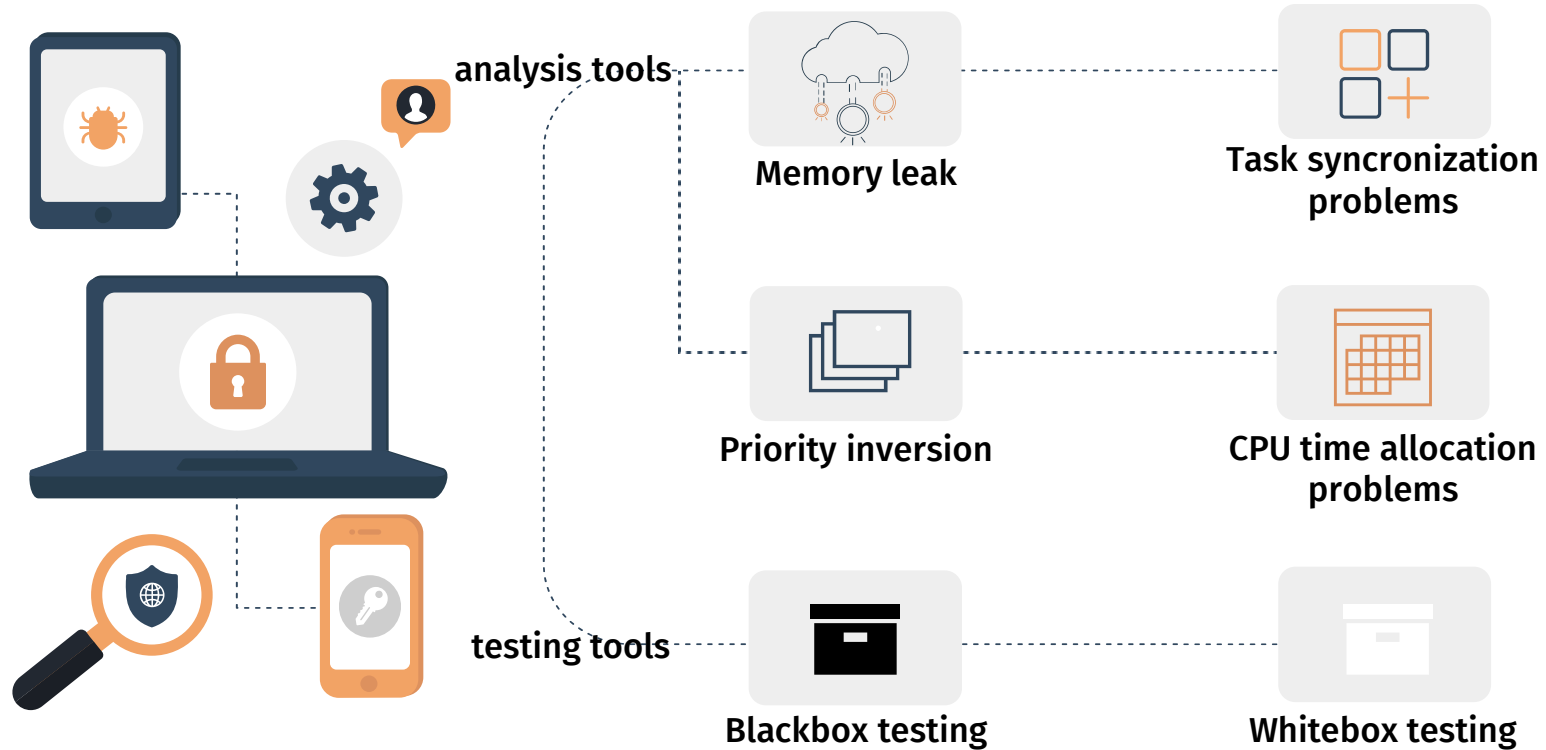 analysis tools
Memory leak
Task syncronization
problems
Priority inversion
CPU time allocation
problems
testing tools
Blackbox testing
Whitebox testing